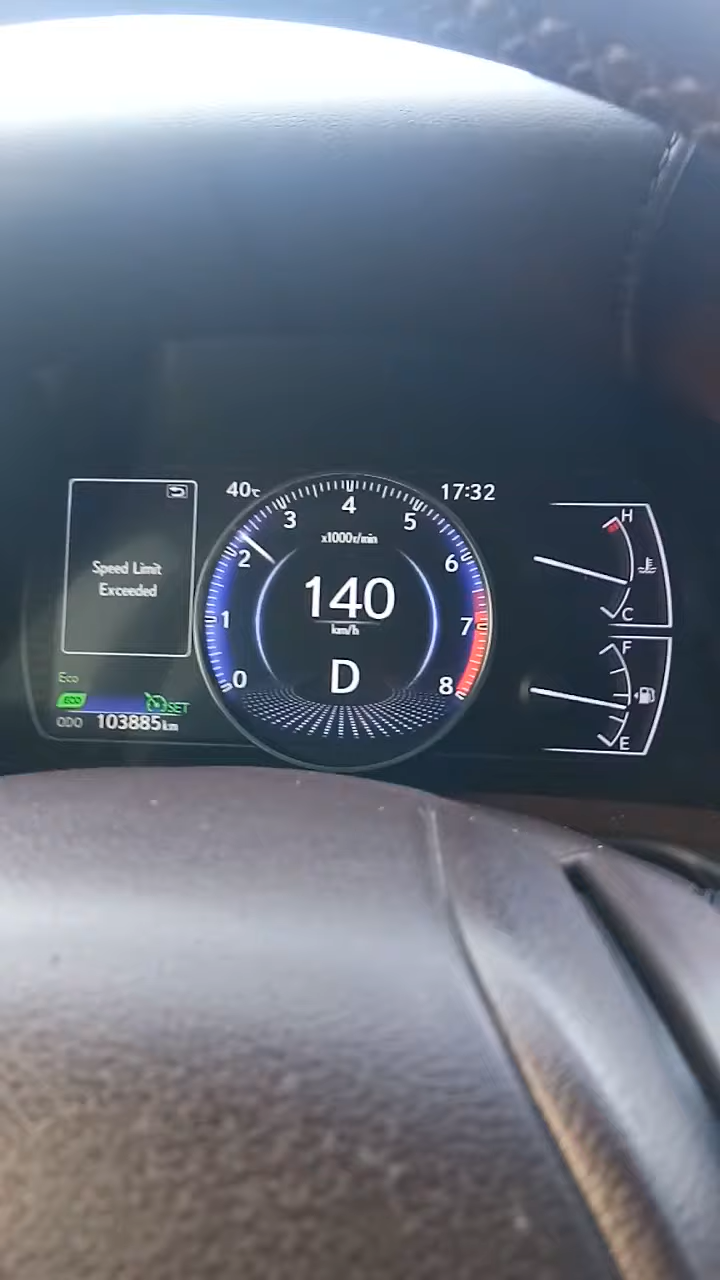 40℃
17:32
Speed Limit
Exceeded
0
1
2
3
4
5
6
7
8
x1000r/min
140
km/h
D
Eco
ECO
SET
ODO 103885km
H
C
F
E